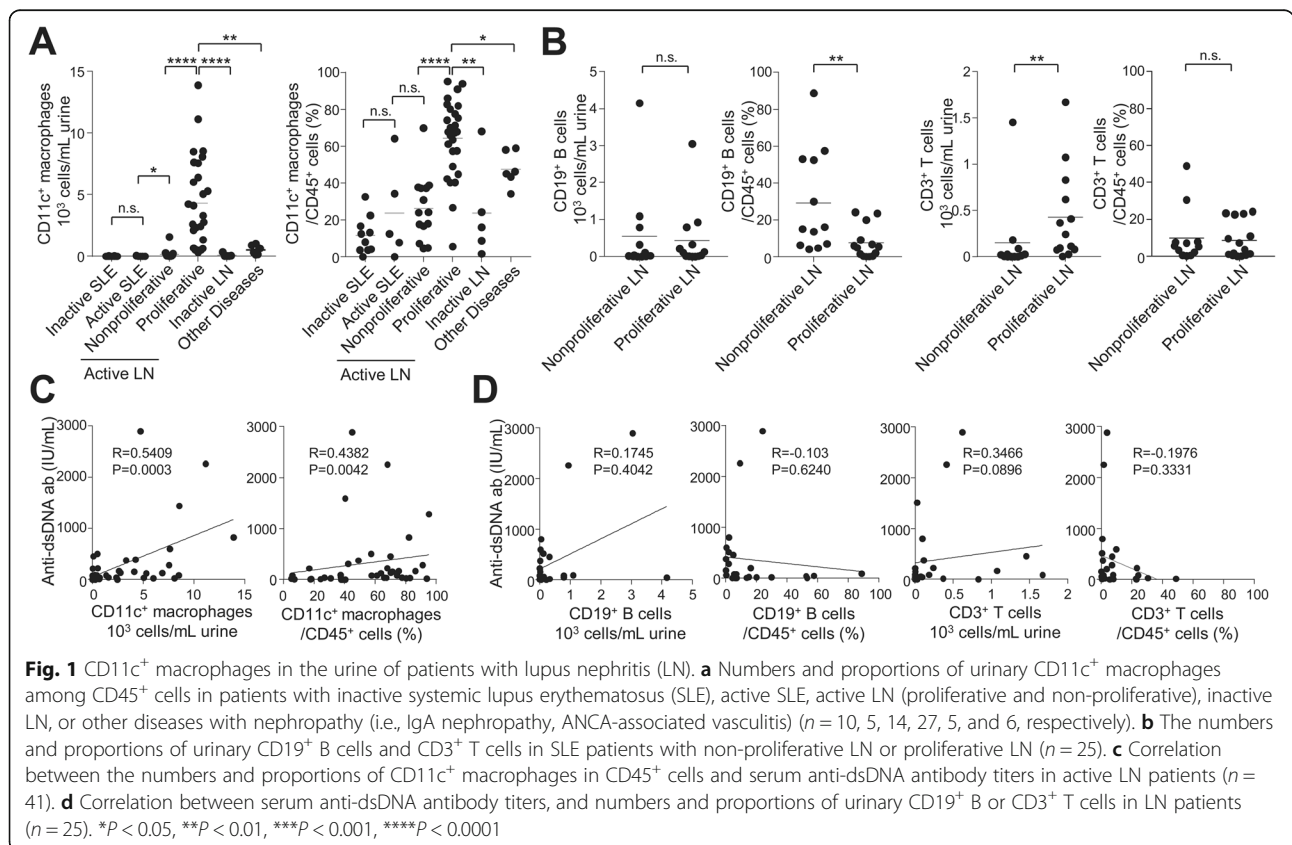 A
B
**
**** ****
*
n.s.
CD11c⁺ macrophages
10³ cells/mL urine
15
10
5
0
Inactive SLE
Active SLE
Nonproliferative
Proliferative
Inactive LN
Other Diseases
Active LN
*
**** **
n.s.
n.s.
CD11c⁺ macrophages
/CD45⁺ cells (%)
100
80
60
40
20
0
Inactive SLE
Active SLE
Nonproliferative
Proliferative
Inactive LN
Other Diseases
Active LN
n.s.
CD19⁺ B cells
10³ cells/mL urine
5
4
3
2
1
0
Nonproliferative LN
Proliferative LN
**
CD19⁺ B cells
/CD45⁺ cells (%)
100
80
60
40
20
0
Nonproliferative LN
Proliferative LN
**
CD3⁺ T cells
10³ cells/mL urine
2
1.5
1
0.5
0
Nonproliferative LN
Proliferative LN
n.s.
CD3⁺ T cells
/CD45⁺ cells (%)
100
80
60
40
20
0
Nonproliferative LN
Proliferative LN
C
D
Anti-dsDNA ab (IU/mL)
3000
2000
1000
0
R=0.5409
P=0.0003
0 5 10 15
CD11c⁺ macrophages
10³ cells/mL urine
3000
2000
1000
0
R=0.4382
P=0.0042
0 20 40 60 80 100
CD11c⁺ macrophages
/CD45⁺ cells (%)
Anti-dsDNA ab (IU/mL)
3000
2000
1000
0
R=0.1745
P=0.4042
0 1 2 3 4 5
CD19⁺ B cells
10³ cells/mL urine
3000
2000
1000
0
R=-0.103
P=0.6240
0 20 40 60 80 100
CD19⁺ B cells
/CD45⁺ cells (%)
3000
2000
1000
0
R=0.3466
P=0.0896
0 0.5 1 1.5 2
CD3⁺ T cells
10³ cells/mL urine
3000
2000
1000
0
R=-0.1976
P=0.3331
0 20 40 60 80 100
CD3⁺ T cells
/CD45⁺ cells (%)
Fig. 1 CD11c⁺ macrophages in the urine of patients with lupus nephritis (LN). a Numbers and proportions of urinary CD11c⁺ macrophages
among CD45⁺ cells in patients with inactive systemic lupus erythematosus (SLE), active SLE, active LN (proliferative and non-proliferative), inactive
LN, or other diseases with nephropathy (i.e., IgA nephropathy, ANCA-associated vasculitis) (n = 10, 5, 14, 27, 5, and 6, respectively). b The numbers
and proportions of urinary CD19⁺ B cells and CD3⁺ T cells in SLE patients with non-proliferative LN or proliferative LN (n = 25). c Correlation
between the numbers and proportions of CD11c⁺ macrophages in CD45⁺ cells and serum anti-dsDNA antibody titers in active LN patients (n =
41). d Correlation between serum anti-dsDNA antibody titers, and numbers and proportions of urinary CD19⁺ B or CD3⁺ T cells in LN patients
(n = 25). *P < 0.05, **P < 0.01, ***P < 0.001, ****P < 0.0001